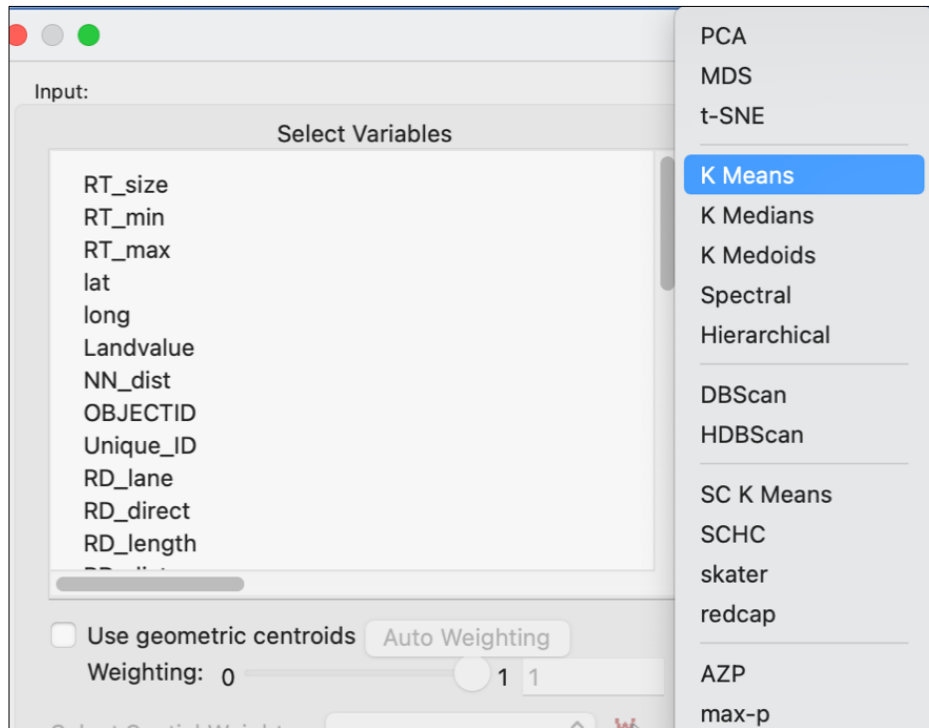 Input:
Select Variables
RT_size
RT_min
RT_max
lat
long
Landvalue
NN_dist
OBJECTID
Unique_ID
RD_lane
RD_direct
RD_length
Use geometric centroids Auto Weighting
Weighting: 0 1 1
PCA
MDS
t-SNE
K Means
K Medians
K Medoids
Spectral
Hierarchical
DBScan
HDBScan
SC K Means
SCHC
skater
redcap
AZP
max-p